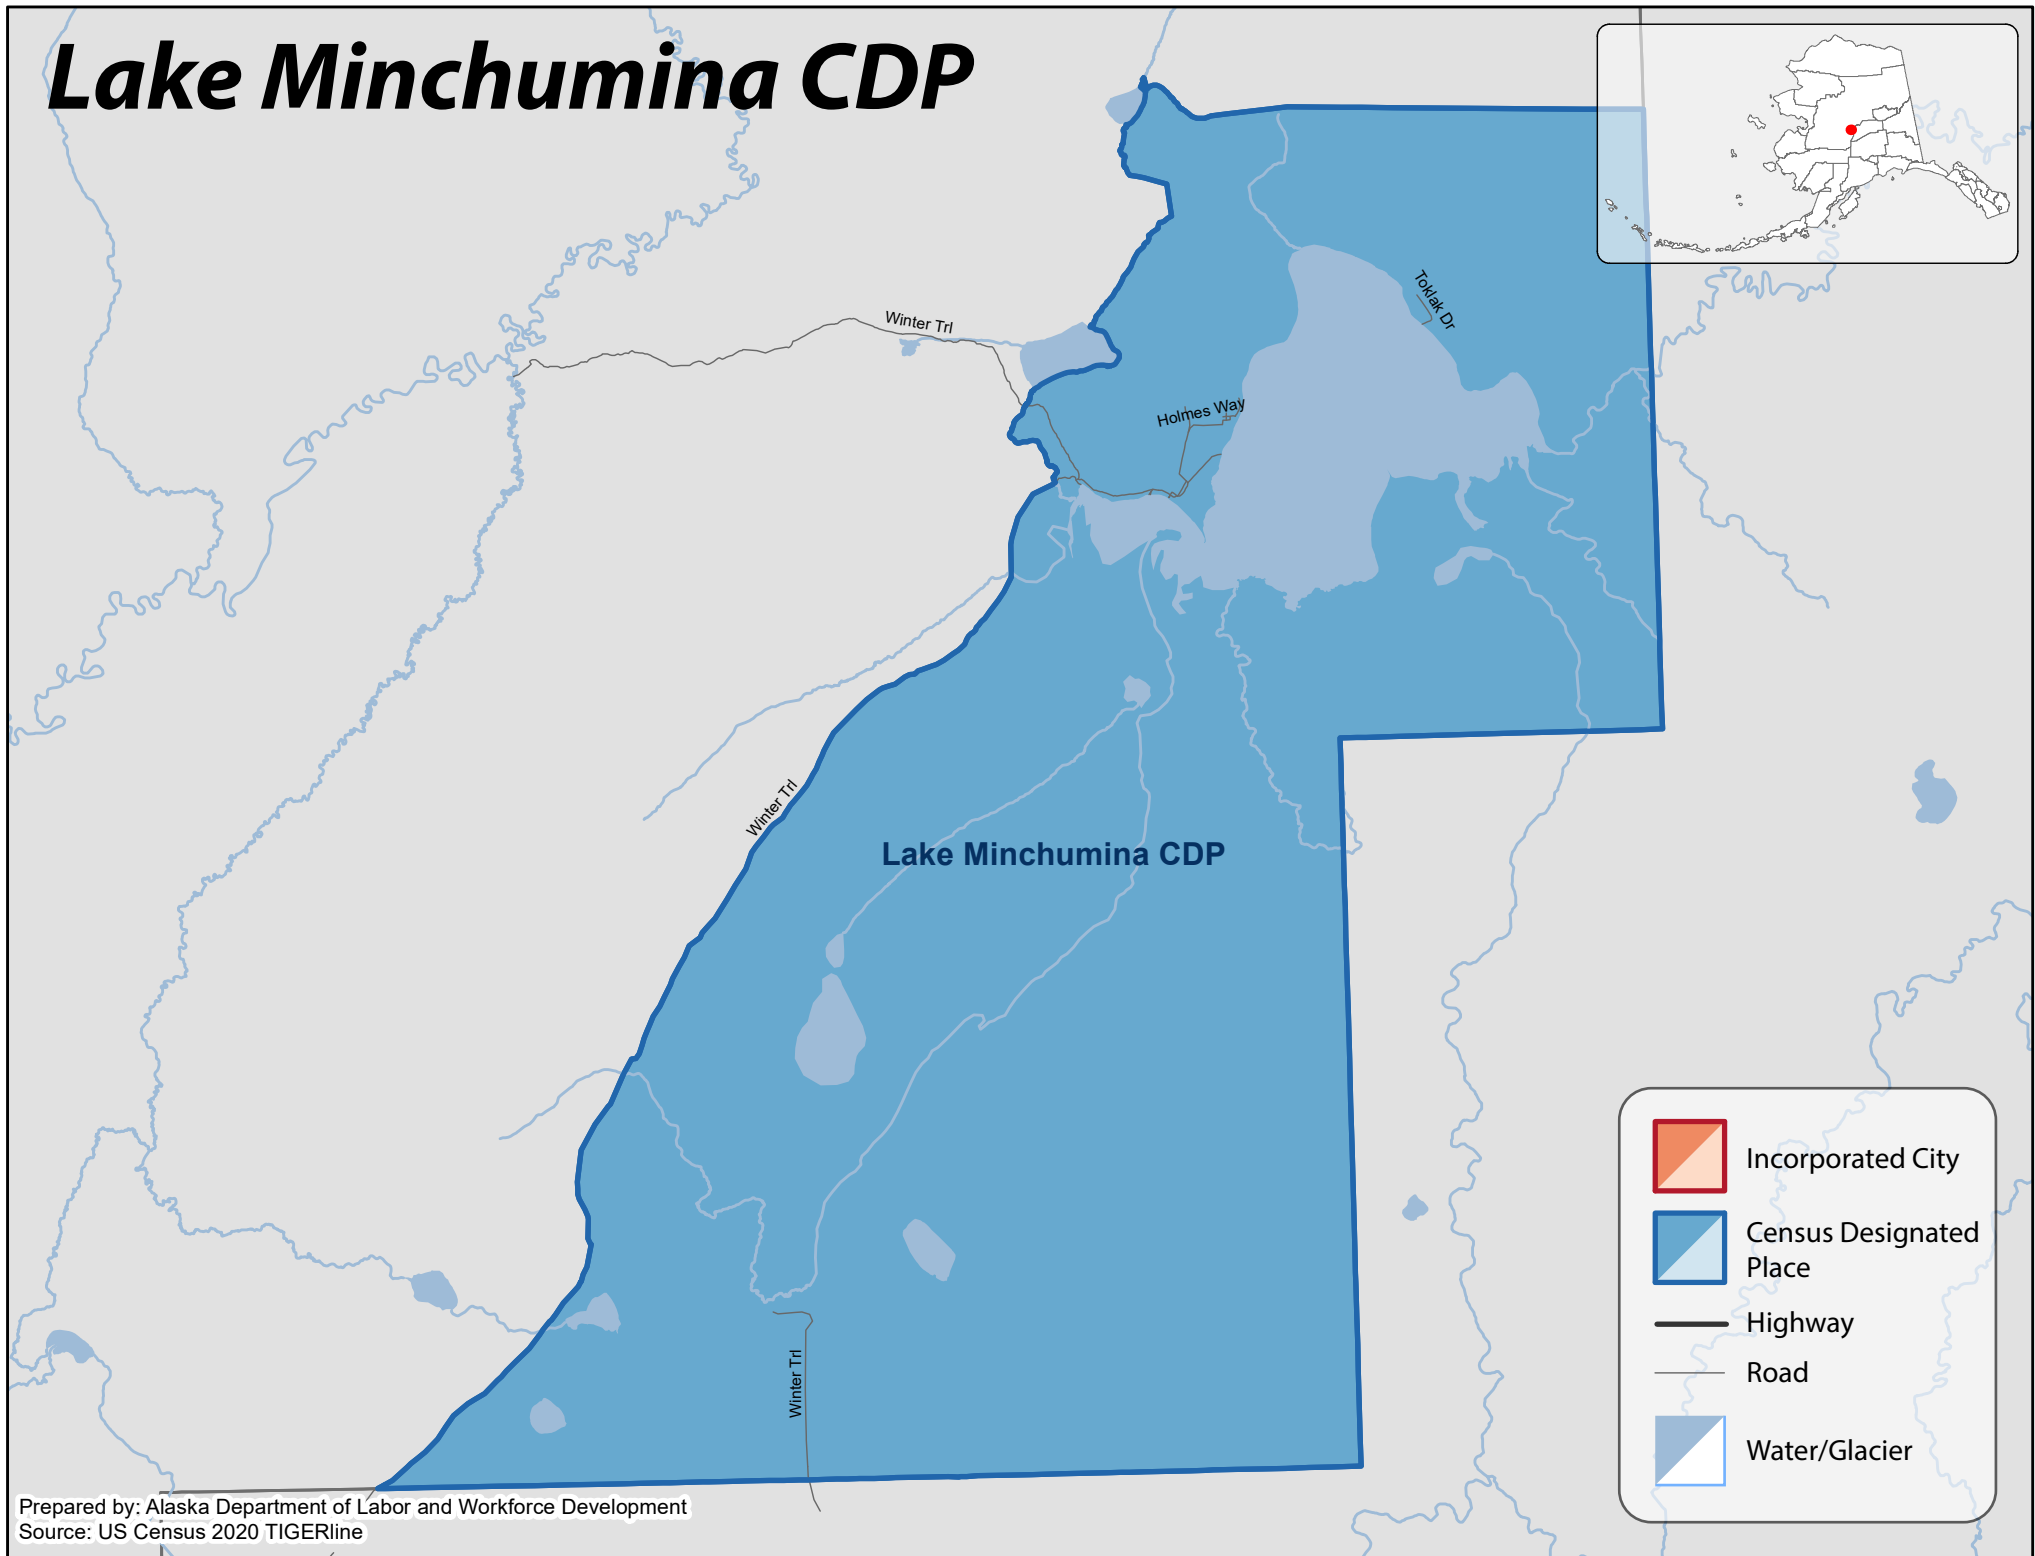 Lake Minchumina CDP
Toklak Dr
Winter Trl
Holmes Way
Winter Trl
Lake Minchumina CDP
Incorporated City
Census Designated
Place
Highway
Road
Winter Trl
Water/Glacier
Prepared by: Alaska Department of Labor and Workforce Development
Source: US Census 2020 TIGERline